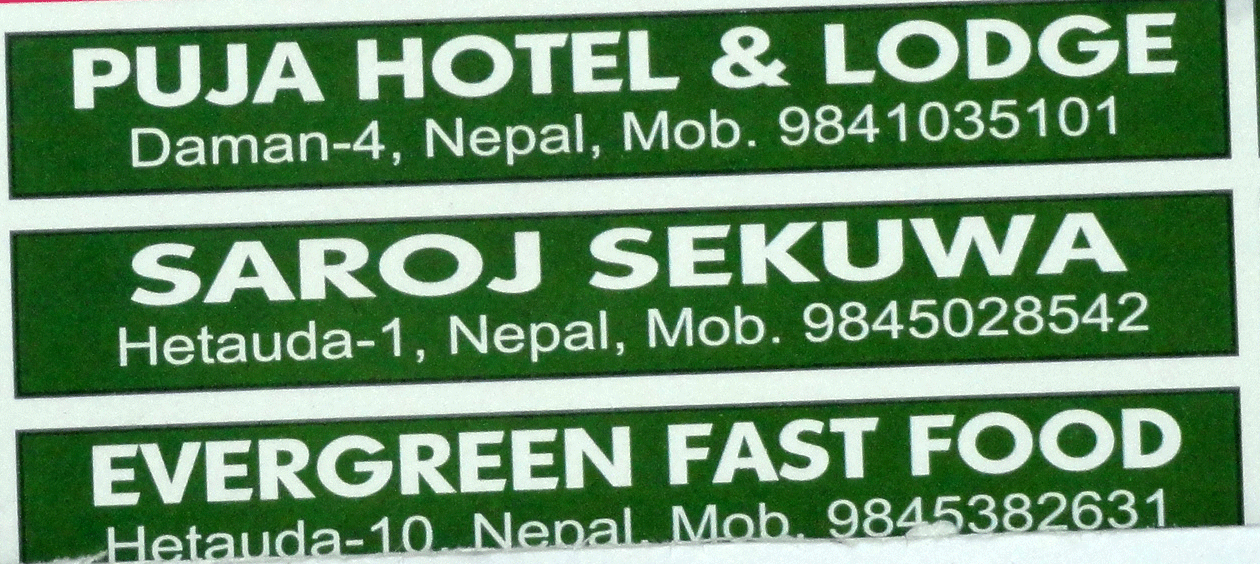 PUJA HOTEL & LODGE
Daman-4, Nepal, Mob. 9841035101
SAROJ SEKUWA
Hetauda-1, Nepal, Mob. 9845028542
EVERGREEN FAST FOOD
Hetauda-10, Nepal, Mob. 9845382631